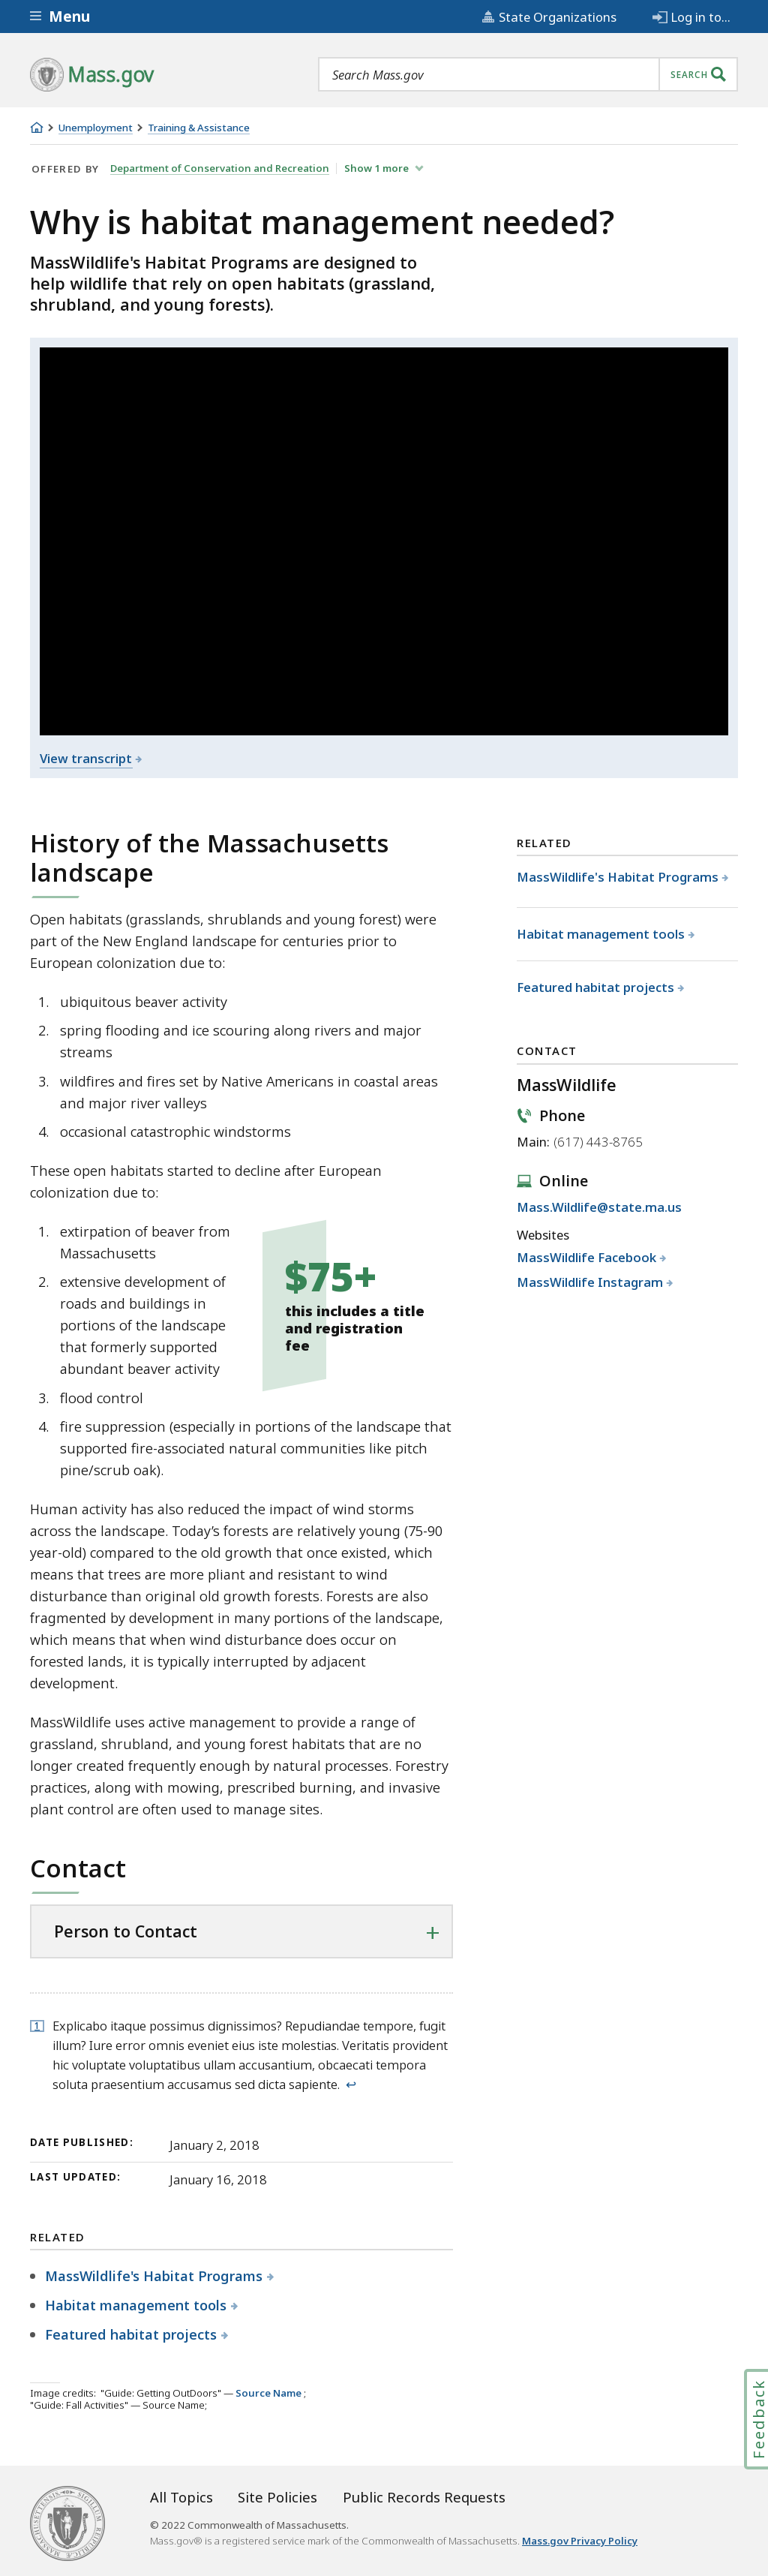 Menu
State Organizations
Log in to...
Mass.gov
Search Mass.gov
SEARCH
Unemployment
Training & Assistance
OFFERED BY Department of Conservation and Recreation Show 1 more
Why is habitat management needed?
MassWildlife's Habitat Programs are designed to
help wildlife that rely on open habitats (grassland,
shrubland, and young forests).
View transcript
History of the Massachusetts
landscape
Open habitats (grasslands, shrublands and young forest) were
part of the New England landscape for centuries prior to
European colonization due to:
1. ubiquitous beaver activity
2. spring flooding and ice scouring along rivers and major
streams
3. wildfires and fires set by Native Americans in coastal areas
and major river valleys
4. occasional catastrophic windstorms
These open habitats started to decline after European
colonization due to:
1. extirpation of beaver from
Massachusetts
2. extensive development of
roads and buildings in
portions of the landscape
that formerly supported
abundant beaver activity
$75+
this includes a title
and registration
fee
3. flood control
4. fire suppression (especially in portions of the landscape that
supported fire-associated natural communities like pitch
pine/scrub oak).
Human activity has also reduced the impact of wind storms
across the landscape. Today's forests are relatively young (75-90
year-old) compared to the old growth that once existed, which
means that trees are more pliant and resistant to wind
disturbance than original old growth forests. Forests are also
fragmented by development in many portions of the landscape,
which means that when wind disturbance does occur on
forested lands, it is typically interrupted by adjacent
development.
MassWildlife uses active management to provide a range of
grassland, shrubland, and young forest habitats that are no
longer created frequently enough by natural processes. Forestry
practices, along with mowing, prescribed burning, and invasive
plant control are often used to manage sites.
Contact
Person to Contact
1 Explicabo itaque possimus dignissimos? Repudiandae tempore, fugit
illum? Iure error omnis eveniet eius iste molestias. Veritatis provident
hic voluptate voluptatibus ullam accusantium, obcaecati tempora
soluta praesentium accusamus sed dicta sapiente. ↩
DATE PUBLISHED: January 2, 2018
LAST UPDATED: January 16, 2018
RELATED
MassWildlife's Habitat Programs
Habitat management tools
Featured habitat projects
Image credits: "Guide: Getting OutDoors" — Source Name ;
"Guide: Fall Activities" — Source Name;
RELATED
MassWildlife's Habitat Programs
Habitat management tools
Featured habitat projects
CONTACT
MassWildlife
Phone
Main: (617) 443-8765
Online
Mass.Wildlife@state.ma.us
Websites
MassWildlife Facebook
MassWildlife Instagram
Feedback
All Topics
Site Policies
Public Records Requests
© 2022 Commonwealth of Massachusetts.
Mass.gov® is a registered service mark of the Commonwealth of Massachusetts. Mass.gov Privacy Policy